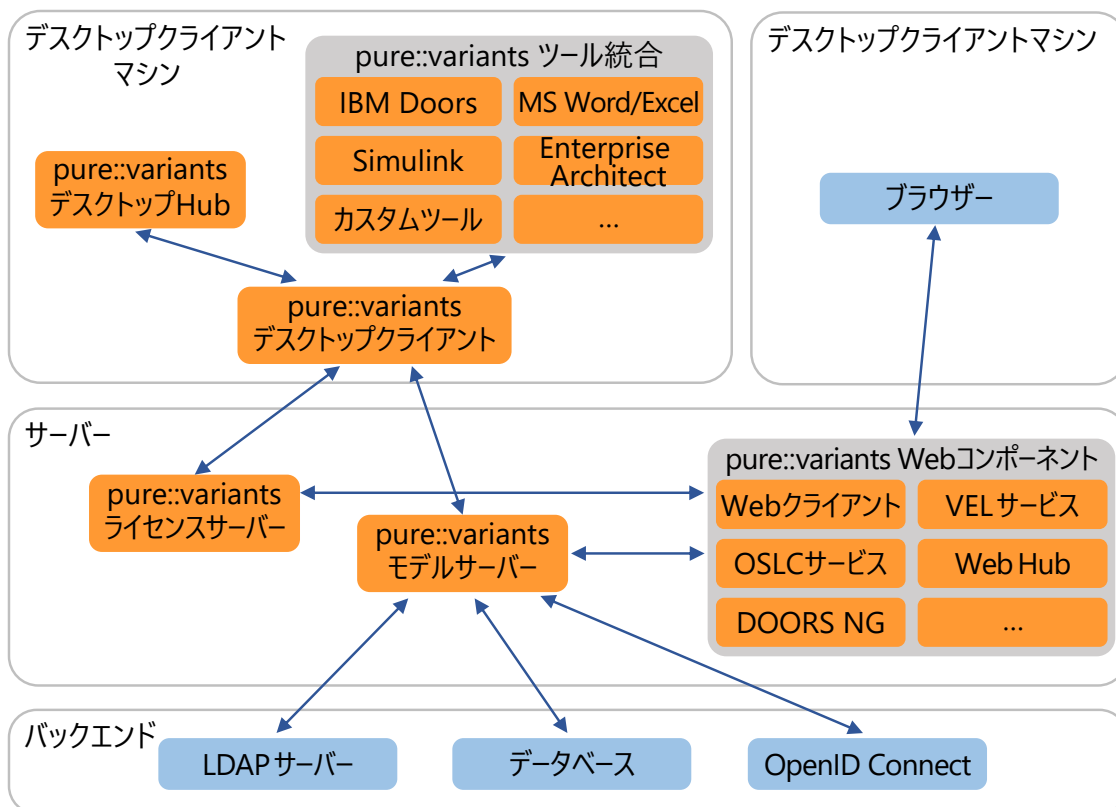 デスクトップクライアント
マシン
pure::variants ツール統合
IBM Doors
MS Word/Excel
Simulink
Enterprise
Architect
カスタムツール
...
pure::variants
デスクトップHub
pure::variants
デスクトップクライアント
デスクトップクライアントマシン
ブラウザー
サーバー
pure::variants
ライセンスサーバー
pure::variants
モデルサーバー
pure::variants Webコンポーネント
Webクライアント
VELサービス
OSLCサービス
Web Hub
DOORS NG
...
バックエンド
LDAPサーバー
データベース
OpenID Connect